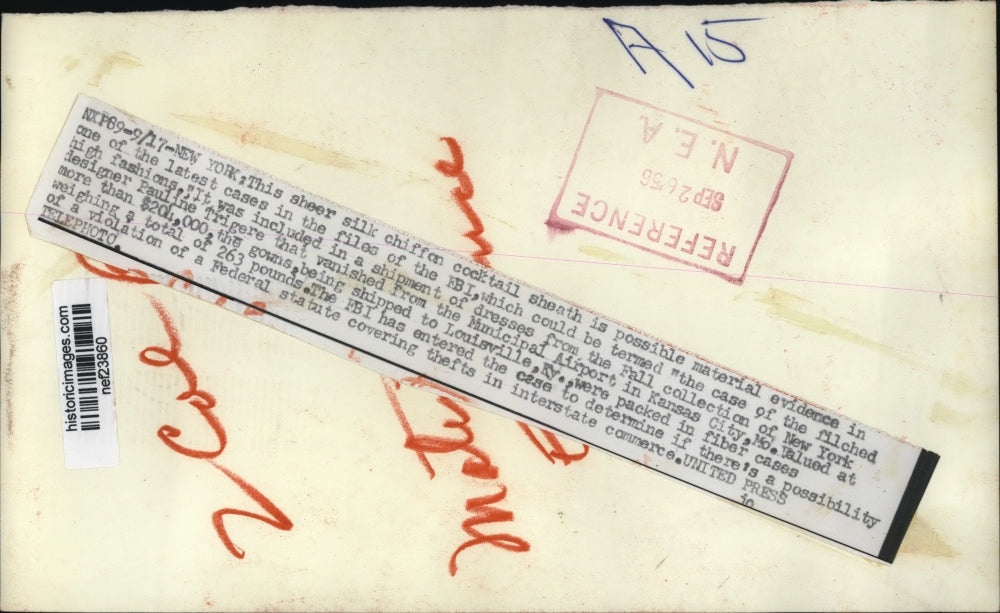 A 15
REFERENCE
SEP 26 '56
N.E.A.
NXP89-9/17-NEW YORK:This sheer silk chiffon cocktail sheath is possible material evidence in
one of the latest cases in the files of the FBI,which could be termed "the case of the filched
high fashions."It was included in a shipment of dresses from the Fall collection of New York
designer Pauline Trigere that vanished from the Municipal Airport in Kansas City,Mo.Valued at
more than $204,000,the gowns,being shipped to Louisville,Ky.,were packed in fiber cases
weighing a total of 263 pounds.The FBI has entered the case to determine if there's a possibility
of a violation of a Federal statute covering thefts in interstate commerce.UNITED PRESS
TELEPHOTO
jo
historicimages.com
nef23860
2 Col